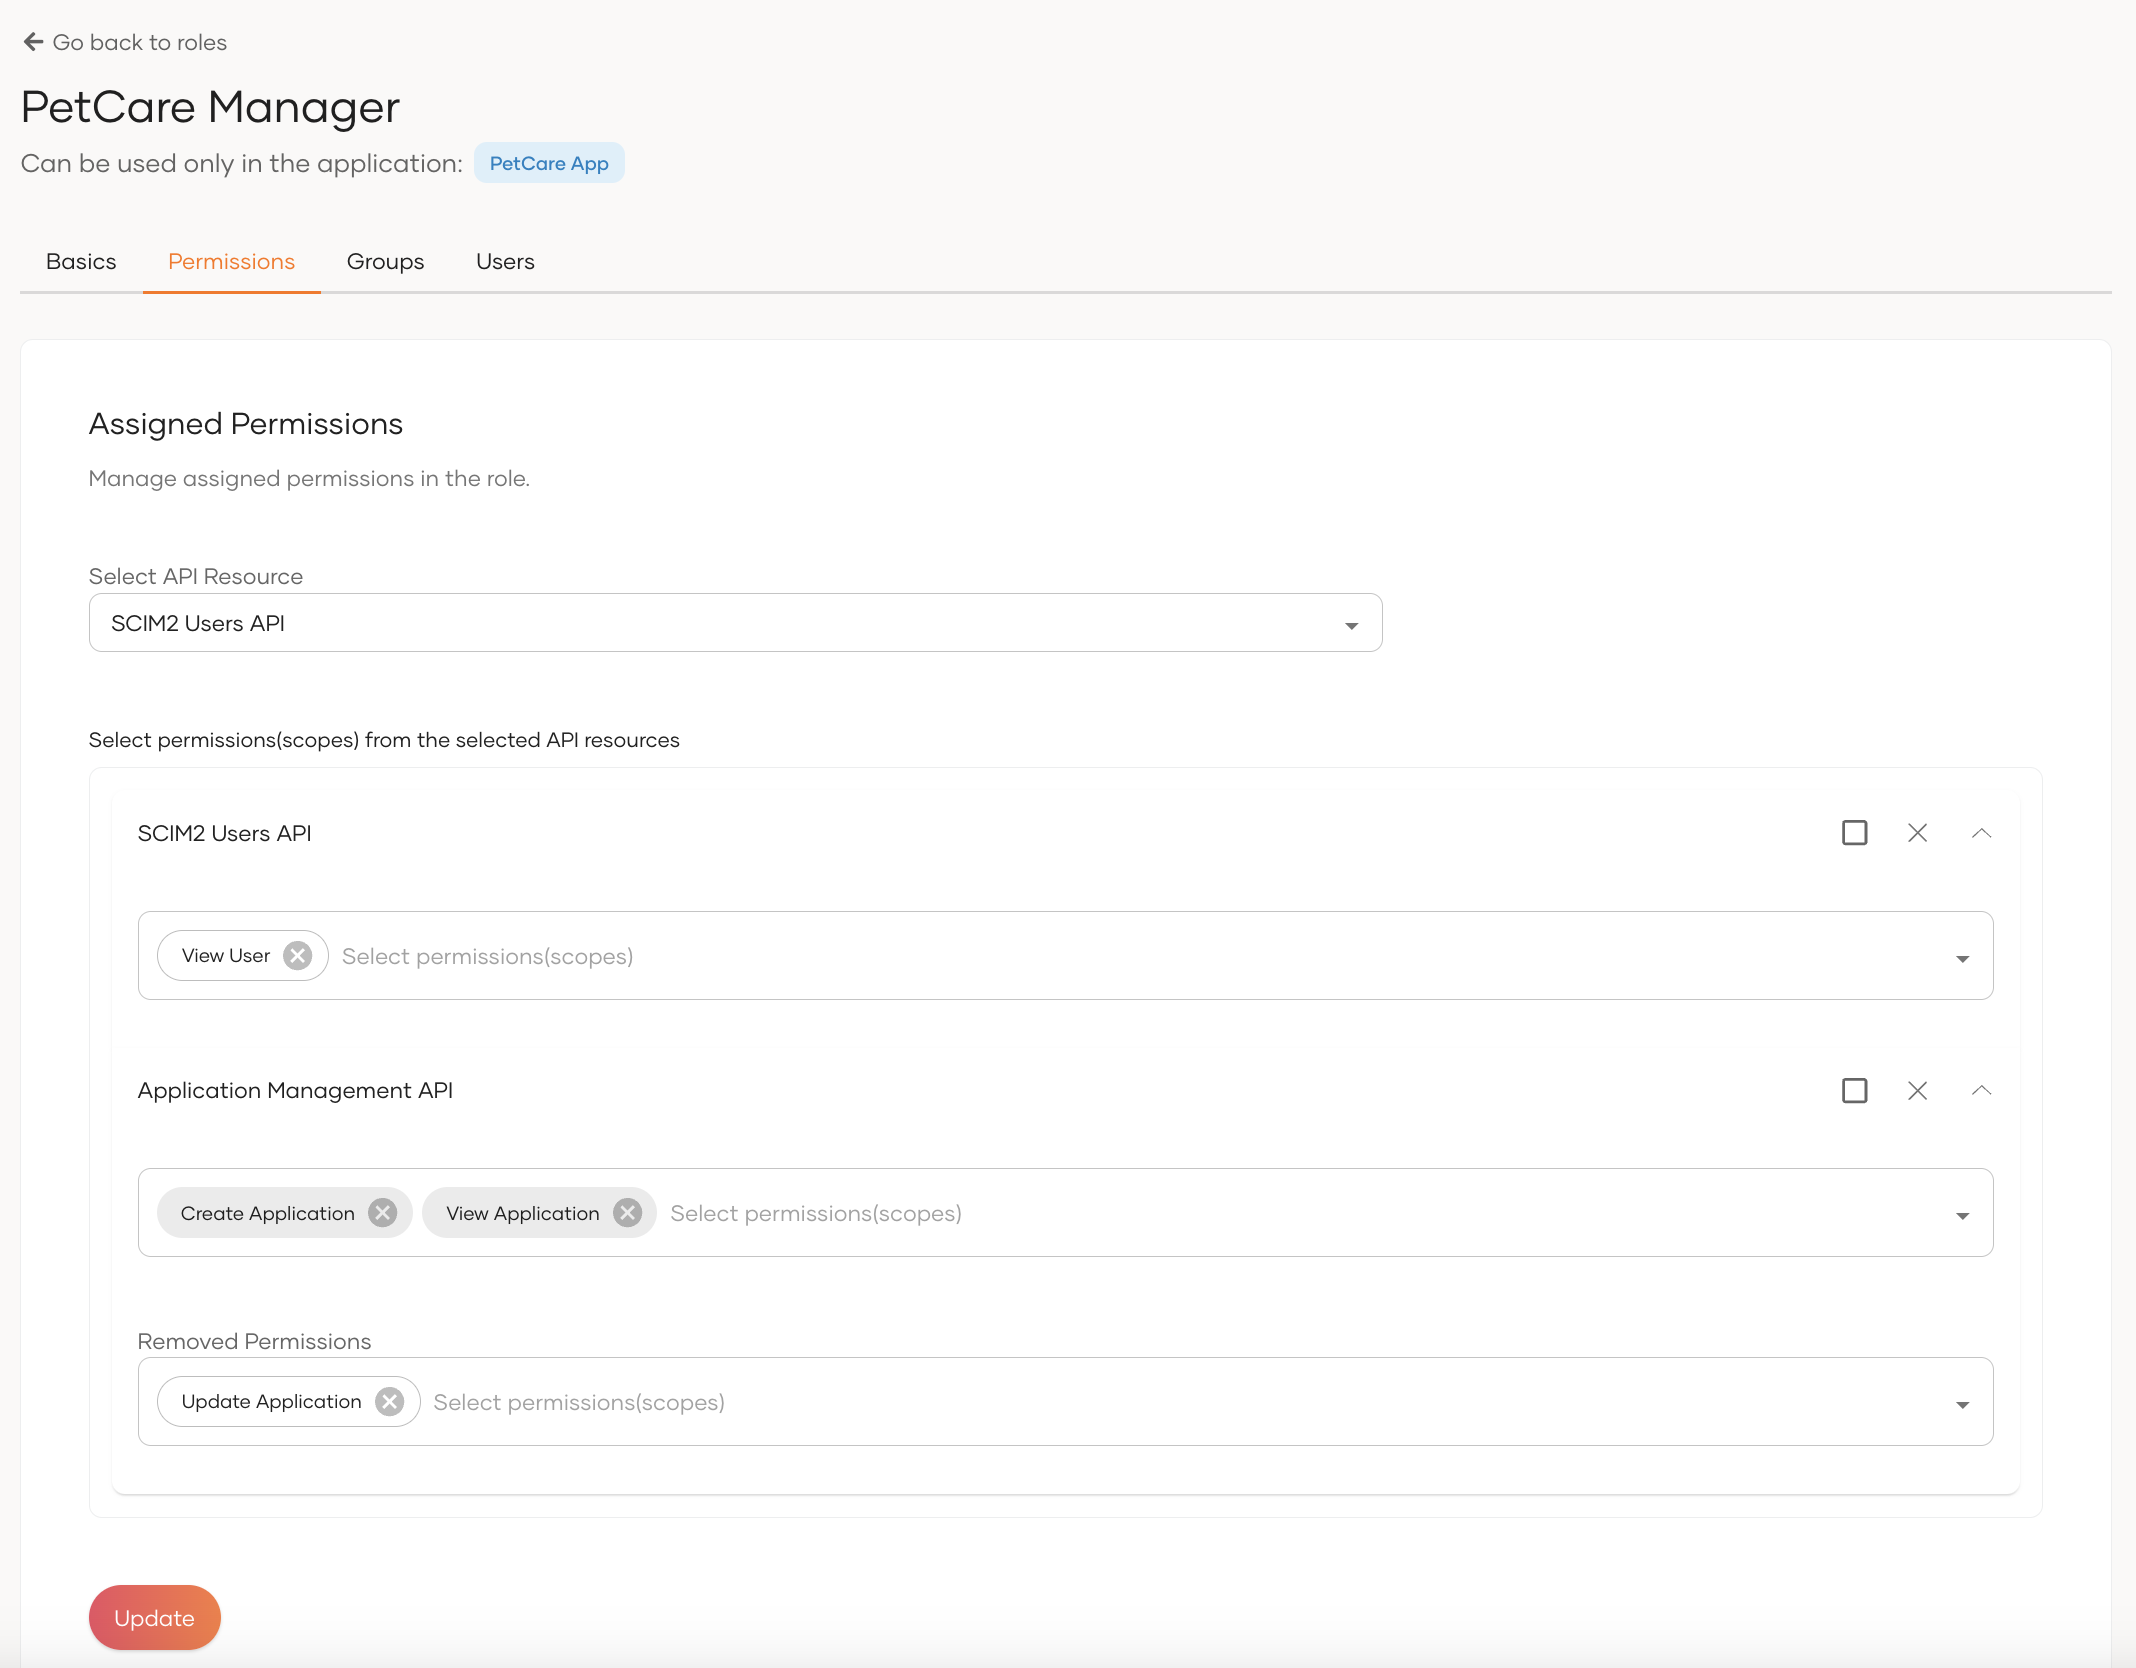 Go back to roles
PetCare Manager
Can be used only in the application: PetCare App
Basics Permissions Groups Users
Assigned Permissions
Manage assigned permissions in the role.
Select API Resource
SCIM2 Users API
Select permissions(scopes) from the selected API resources
SCIM2 Users API
View User Select permissions(scopes)
Application Management API
Create Application View Application Select permissions(scopes)
Removed Permissions
Update Application Select permissions(scopes)
Update